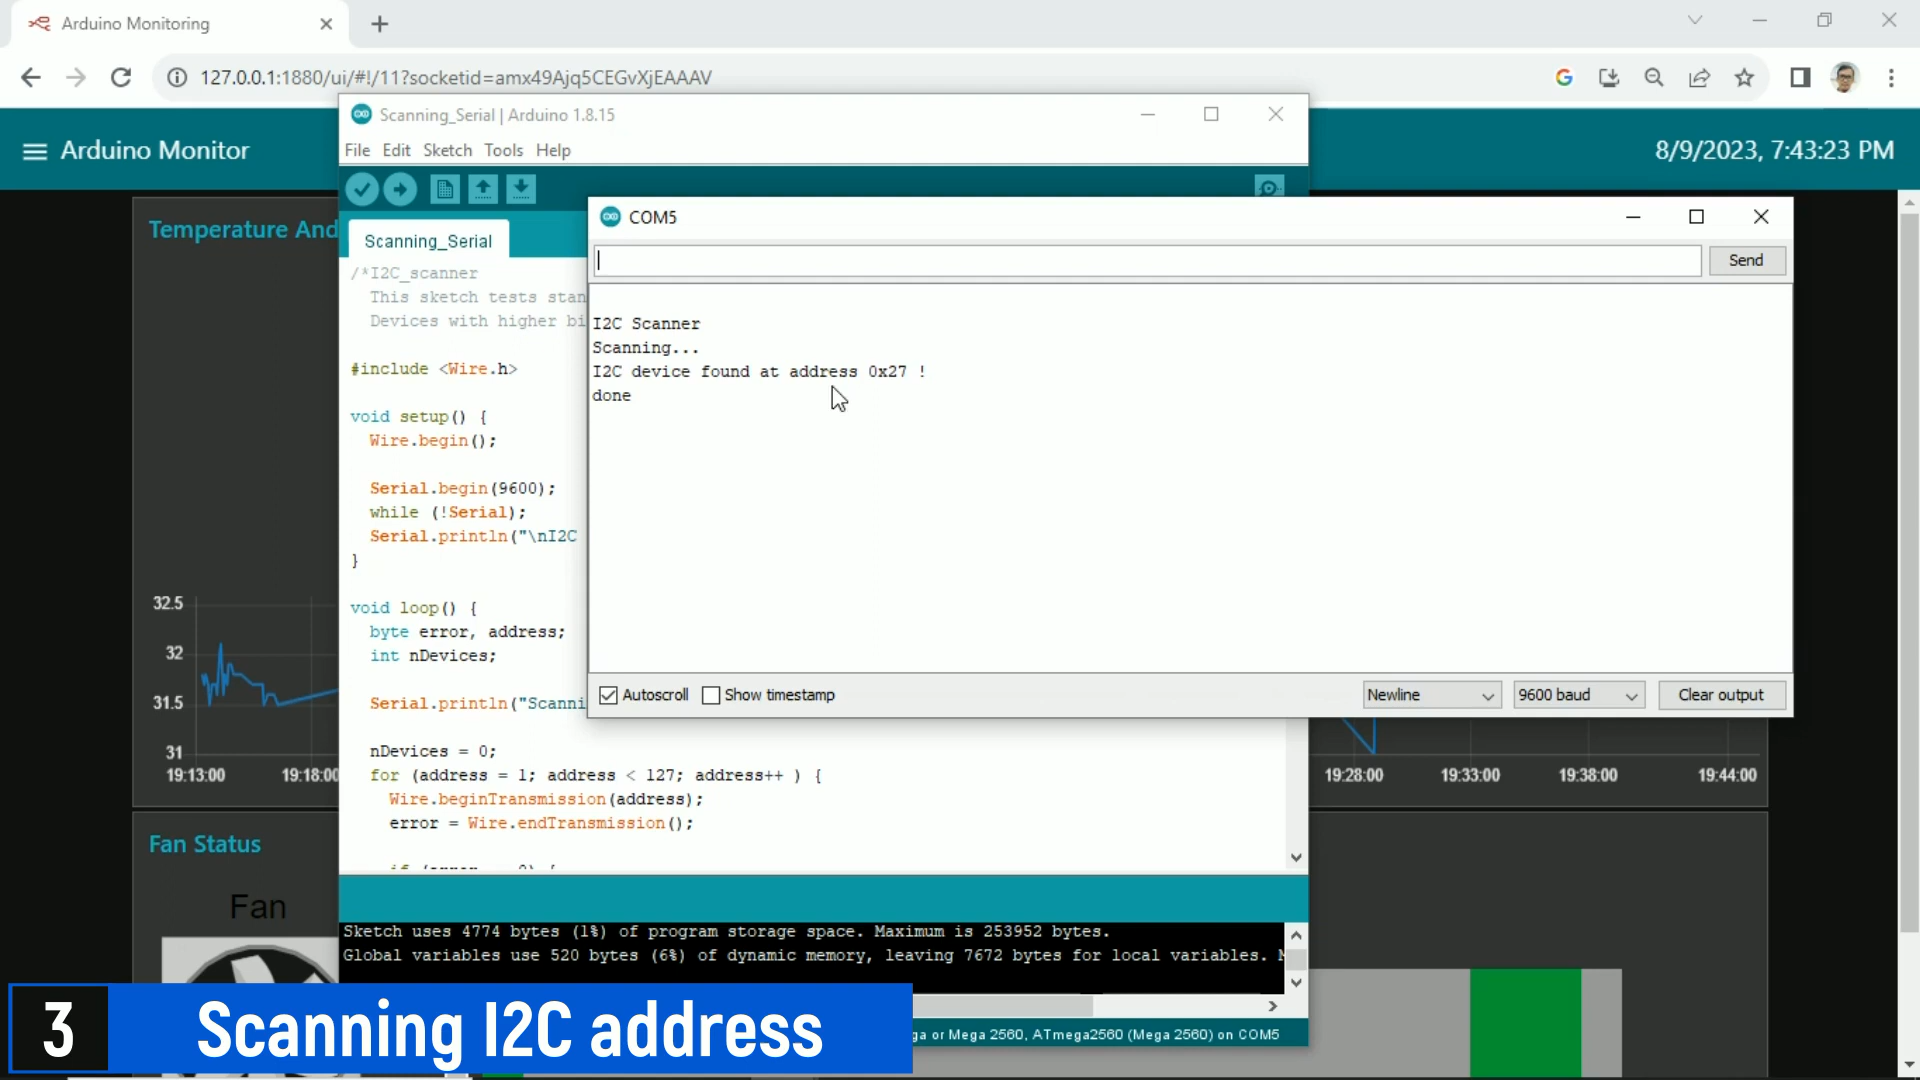 Arduino Monitoring
127.0.0.1:1880/ui/#!/11?socketid=amx49Ajq5CEGvXjEAAAV
Arduino Monitor
8/9/2023, 7:43:23 PM
Scanning_Serial | Arduino 1.8.15
File Edit Sketch Tools Help
Scanning_Serial
/*I2C_scanner
This sketch tests stan
Devices with higher bi
#include <Wire.h>
void setup() {
Wire.begin();
Serial.begin(9600);
while (!Serial);
Serial.println("\nI2C
}
void loop() {
byte error, address;
int nDevices;
Serial.println("Scanni
nDevices = 0;
for (address = 1; address < 127; address++ ) {
Wire.beginTransmission(address);
error = Wire.endTransmission();
COM5
Send
I2C Scanner
Scanning...
I2C device found at address 0x27 !
done
Autoscroll Show timestamp
Newline
9600 baud
Clear output
Sketch uses 4774 bytes (1%) of program storage space. Maximum is 253952 bytes.
Global variables use 520 bytes (6%) of dynamic memory, leaving 7672 bytes for local variables. M
ga or Mega 2560, ATmega2560 (Mega 2560) on COM5
Temperature And
32.5
32
31.5
31
19:13:00 19:18:00
19:28:00 19:33:00 19:38:00 19:44:00
Fan Status
Fan
3 Scanning I2C address